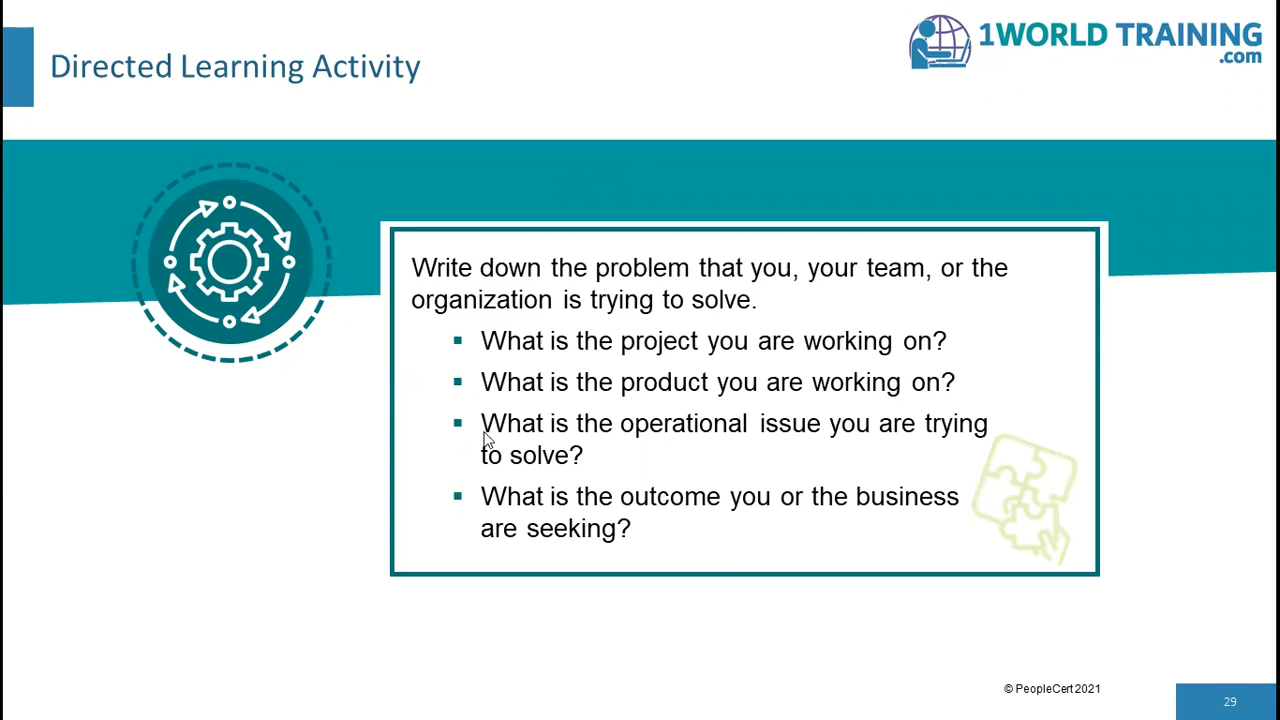 Directed Learning Activity
1WORLD TRAINING
.com
Write down the problem that you, your team, or the
organization is trying to solve.
▪ What is the project you are working on?
▪ What is the product you are working on?
▪ What is the operational issue you are trying
to solve?
▪ What is the outcome you or the business
are seeking?
© PeopleCert 2021
29